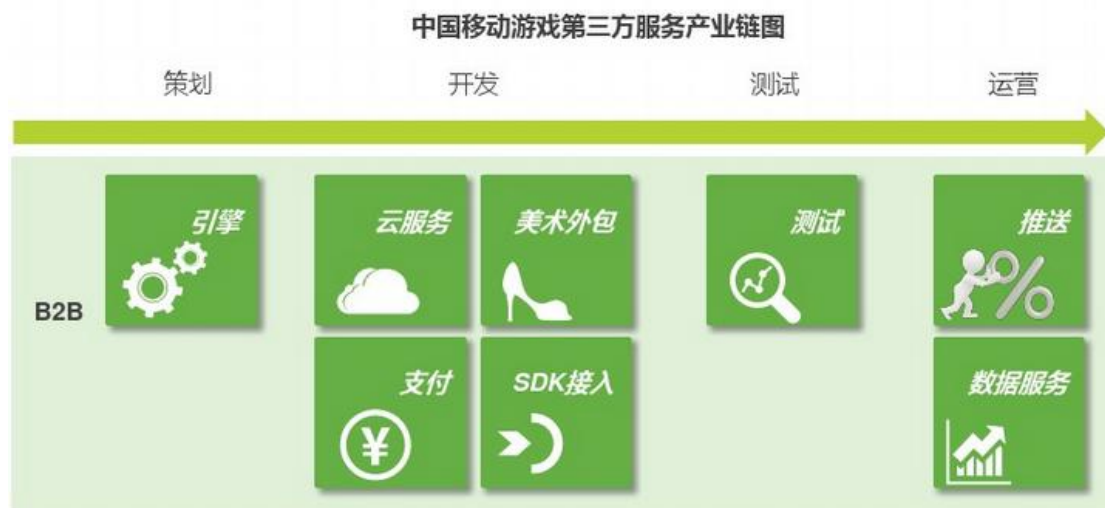 中国移动游戏第三方服务产业链图
策划 开发 测试 运营
引擎 云服务 美术外包 测试 推送
B2B
支付 SDK接入 数据服务